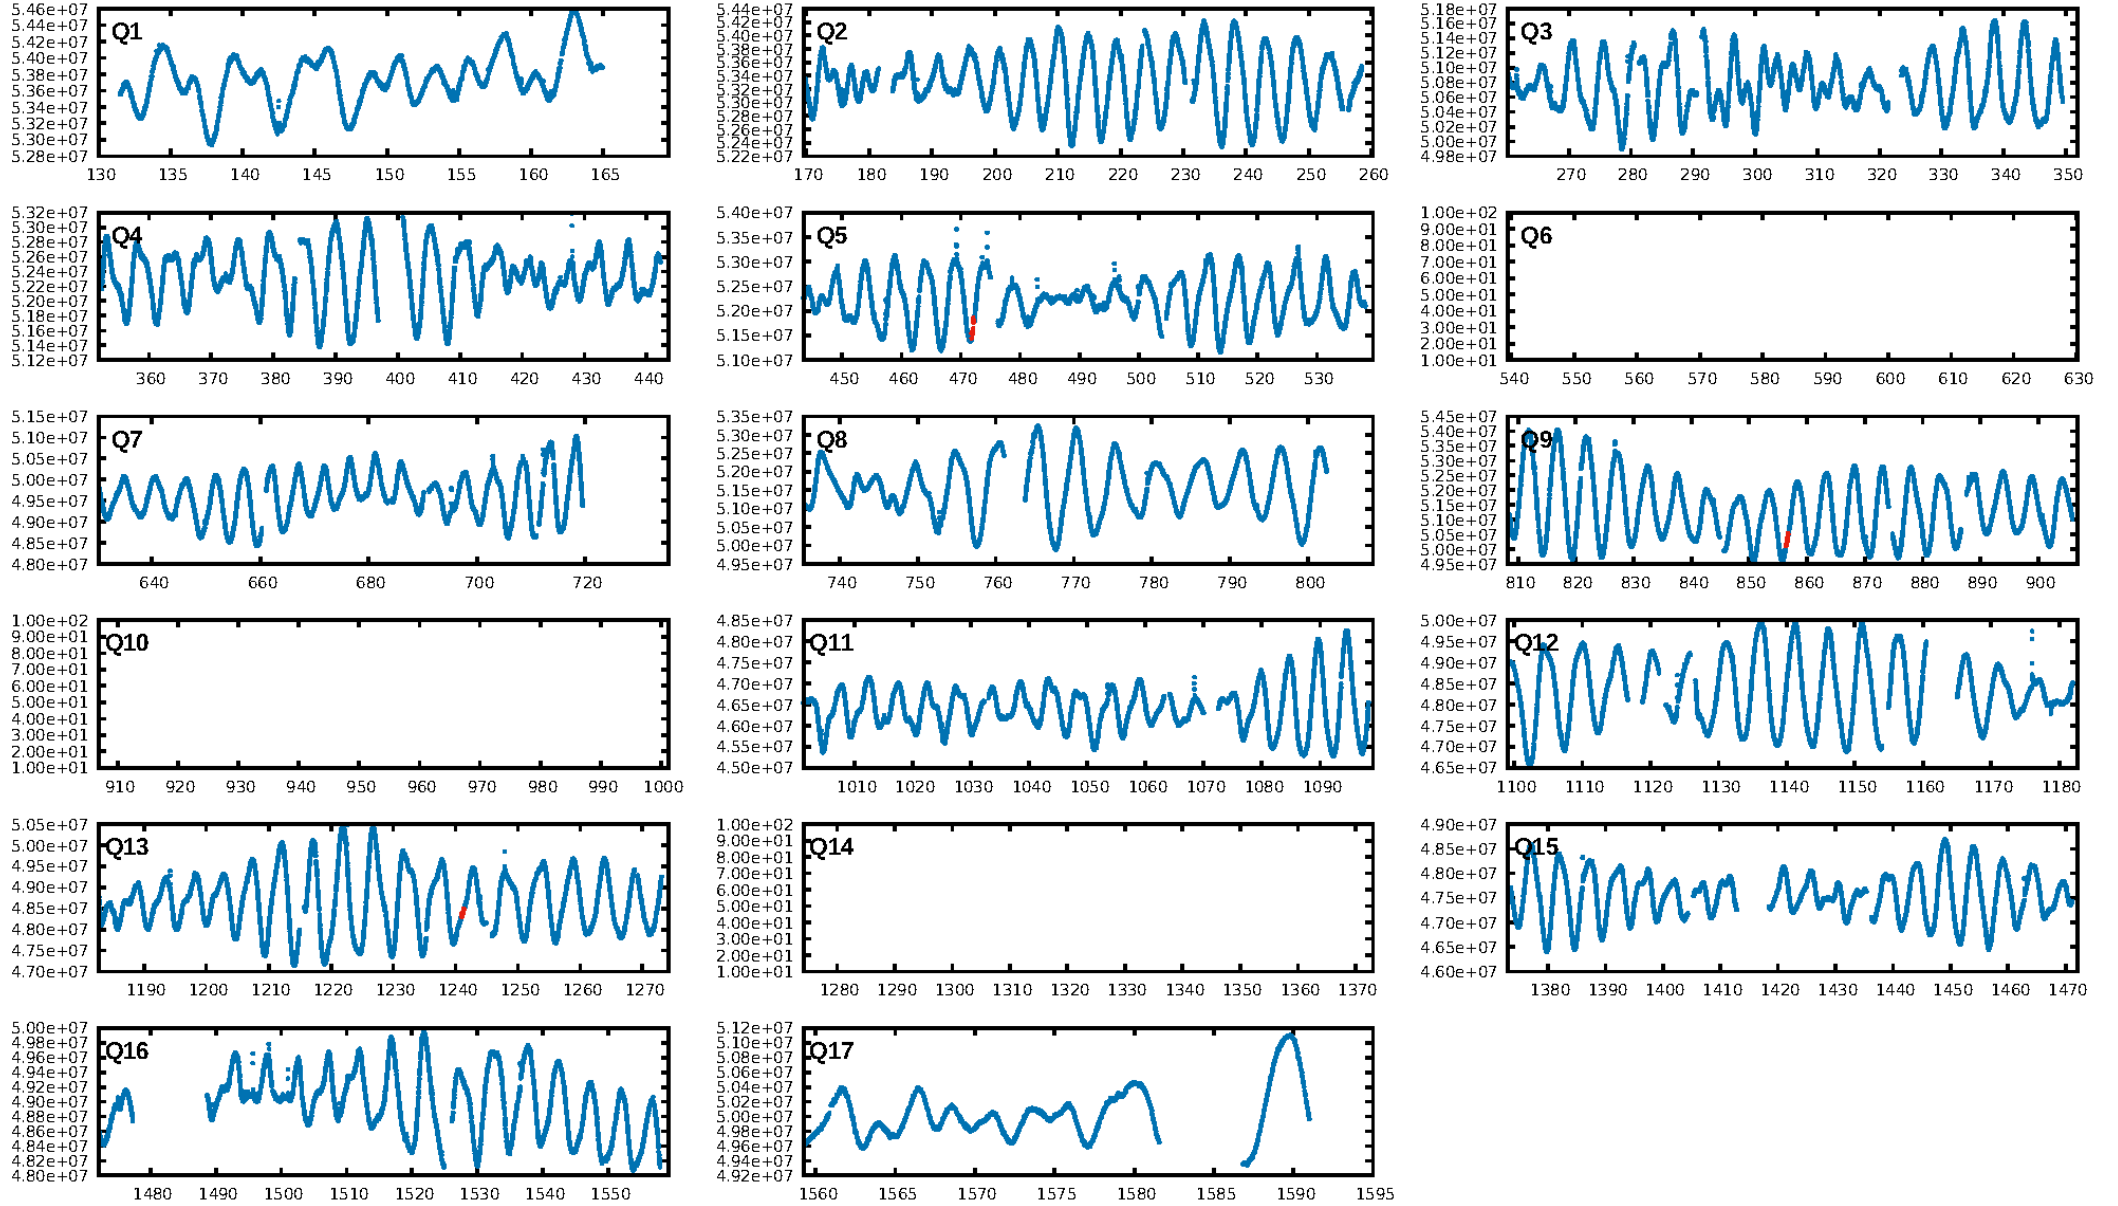 Q1
5.46e+07
5.44e+07
5.42e+07
5.40e+07
5.38e+07
5.36e+07
5.34e+07
5.32e+07
5.30e+07
5.28e+07
130 135 140 145 150 155 160 165
Q2
5.44e+07
5.42e+07
5.40e+07
5.38e+07
5.36e+07
5.34e+07
5.32e+07
5.30e+07
5.28e+07
5.26e+07
5.24e+07
5.22e+07
170 180 190 200 210 220 230 240 250 260
Q3
5.18e+07
5.16e+07
5.14e+07
5.12e+07
5.10e+07
5.08e+07
5.06e+07
5.04e+07
5.02e+07
5.00e+07
4.98e+07
270 280 290 300 310 320 330 340 350
Q4
5.32e+07
5.30e+07
5.28e+07
5.26e+07
5.24e+07
5.22e+07
5.20e+07
5.18e+07
5.16e+07
5.14e+07
5.12e+07
360 370 380 390 400 410 420 430 440
Q5
5.40e+07
5.35e+07
5.30e+07
5.25e+07
5.20e+07
5.15e+07
5.10e+07
450 460 470 480 490 500 510 520 530
Q6
1.00e+02
9.00e+01
8.00e+01
7.00e+01
6.00e+01
5.00e+01
4.00e+01
3.00e+01
2.00e+01
1.00e+01
540 550 560 570 580 590 600 610 620 630
Q7
5.15e+07
5.10e+07
5.05e+07
5.00e+07
4.95e+07
4.90e+07
4.85e+07
4.80e+07
640 660 680 700 720
Q8
5.35e+07
5.30e+07
5.25e+07
5.20e+07
5.15e+07
5.10e+07
5.05e+07
5.00e+07
4.95e+07
740 750 760 770 780 790 800
Q9
5.45e+07
5.40e+07
5.35e+07
5.30e+07
5.25e+07
5.20e+07
5.15e+07
5.10e+07
5.05e+07
5.00e+07
4.95e+07
810 820 830 840 850 860 870 880 890 900
Q10
1.00e+02
9.00e+01
8.00e+01
7.00e+01
6.00e+01
5.00e+01
4.00e+01
3.00e+01
2.00e+01
1.00e+01
910 920 930 940 950 960 970 980 990 1000
Q11
4.85e+07
4.80e+07
4.75e+07
4.70e+07
4.65e+07
4.60e+07
4.55e+07
4.50e+07
1010 1020 1030 1040 1050 1060 1070 1080 1090
Q12
5.00e+07
4.95e+07
4.90e+07
4.85e+07
4.80e+07
4.75e+07
4.70e+07
4.65e+07
1100 1110 1120 1130 1140 1150 1160 1170 1180
Q13
5.05e+07
5.00e+07
4.95e+07
4.90e+07
4.85e+07
4.80e+07
4.75e+07
4.70e+07
1190 1200 1210 1220 1230 1240 1250 1260 1270
Q14
1.00e+02
9.00e+01
8.00e+01
7.00e+01
6.00e+01
5.00e+01
4.00e+01
3.00e+01
2.00e+01
1.00e+01
1280 1290 1300 1310 1320 1330 1340 1350 1360 1370
Q15
4.90e+07
4.85e+07
4.80e+07
4.75e+07
4.70e+07
4.65e+07
4.60e+07
1380 1390 1400 1410 1420 1430 1440 1450 1460 1470
Q16
5.00e+07
4.98e+07
4.96e+07
4.94e+07
4.92e+07
4.90e+07
4.88e+07
4.86e+07
4.84e+07
4.82e+07
4.80e+07
1480 1490 1500 1510 1520 1530 1540 1550
Q17
5.12e+07
5.10e+07
5.08e+07
5.06e+07
5.04e+07
5.02e+07
5.00e+07
4.98e+07
4.96e+07
4.94e+07
4.92e+07
1560 1565 1570 1575 1580 1585 1590 1595